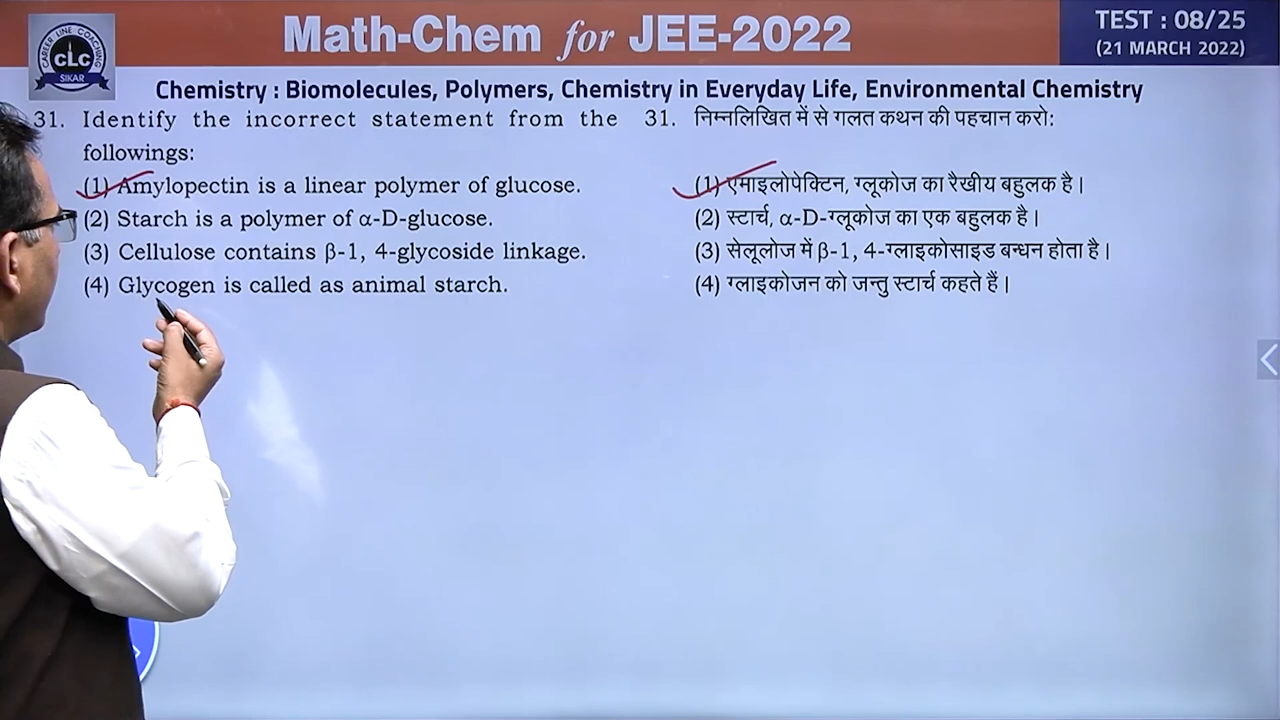 Math-Chem for JEE-2022
TEST : 08/25
(21 MARCH 2022)
CAREER LINE COACHING
CLC
SIKAR
Chemistry : Biomolecules, Polymers, Chemistry in Everyday Life, Environmental Chemistry
31. Identify the incorrect statement from the
followings:
(1) Amylopectin is a linear polymer of glucose.
(2) Starch is a polymer of α-D-glucose.
(3) Cellulose contains β-1, 4-glycoside linkage.
(4) Glycogen is called as animal starch.
31. निम्नलिखित में से गलत कथन की पहचान करो:
(1) एमाइलोपेक्टिन, ग्लूकोज का रैखीय बहुलक है।
(2) स्टार्च, α-D-ग्लूकोज का एक बहुलक है।
(3) सेलूलोज में β-1, 4-ग्लाइकोसाइड बन्धन होता है।
(4) ग्लाइकोजन को जन्तु स्टार्च कहते हैं।